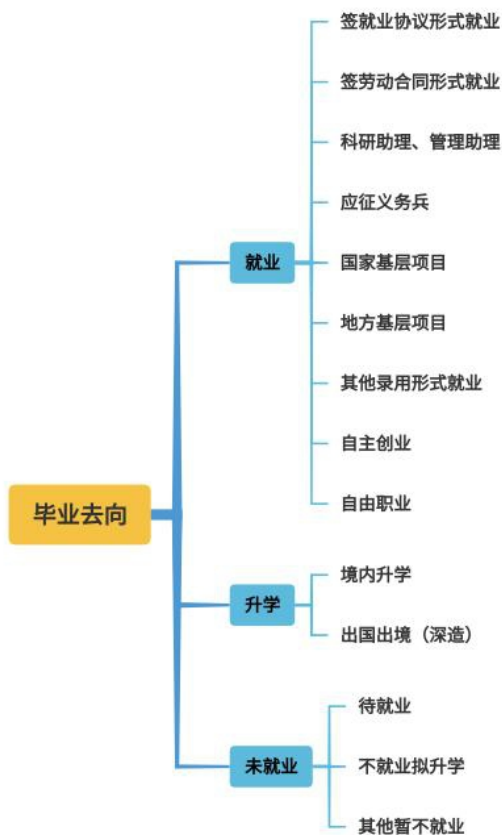 毕业去向
就业
签就业协议形式就业
签劳动合同形式就业
科研助理、管理助理
应征义务兵
国家基层项目
地方基层项目
其他录用形式就业
自主创业
自由职业
升学
境内升学
出国出境（深造）
未就业
待就业
不就业拟升学
其他暂不就业